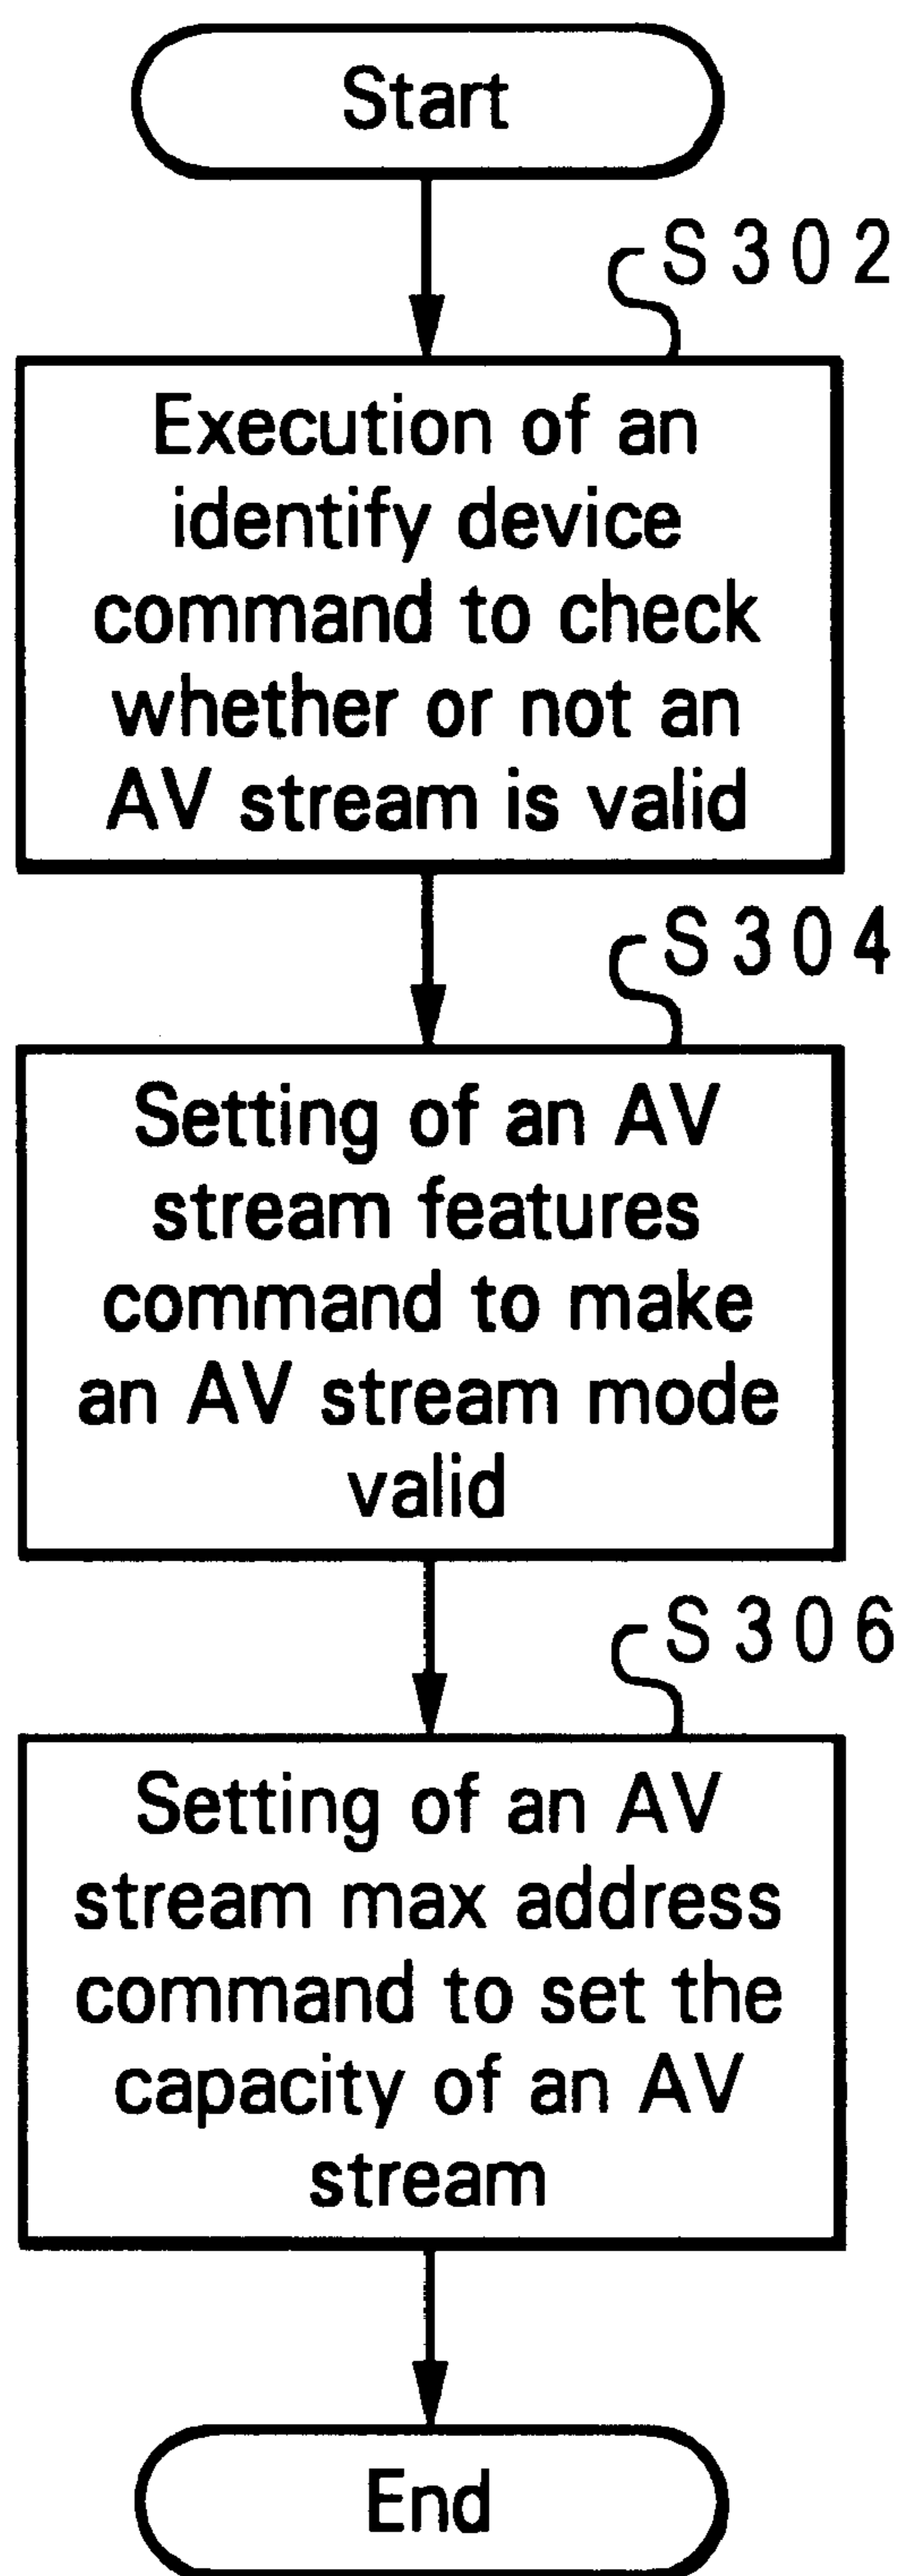 Start
S302
Execution of an
identify device
command to check
whether or not an
AV stream is valid
S304
Setting of an AV
stream features
command to make
an AV stream mode
valid
S306
Setting of an AV
stream max address
command to set the
capacity of an AV
stream
End